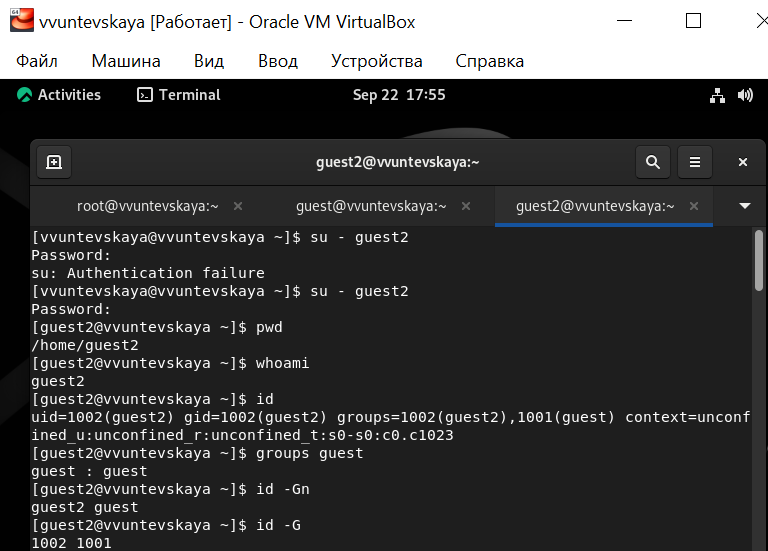 vvuntevskaya [Работает] - Oracle VM VirtualBox
Файл Машина Вид Ввод Устройства Справка
Activities Terminal Sep 22 17:55
guest2@vvuntevskaya:~
root@vvuntevskaya:~ guest@vvuntevskaya:~ guest2@vvuntevskaya:~
[vvuntevskaya@vvuntevskaya ~]$ su - guest2
Password:
su: Authentication failure
[vvuntevskaya@vvuntevskaya ~]$ su - guest2
Password:
[guest2@vvuntevskaya ~]$ pwd
/home/guest2
[guest2@vvuntevskaya ~]$ whoami
guest2
[guest2@vvuntevskaya ~]$ id
uid=1002(guest2) gid=1002(guest2) groups=1002(guest2),1001(guest) context=unconf
ined_u:unconfined_r:unconfined_t:s0-s0:c0.c1023
[guest2@vvuntevskaya ~]$ groups guest
guest : guest
[guest2@vvuntevskaya ~]$ id -Gn
guest2 guest
[guest2@vvuntevskaya ~]$ id -G
1002 1001